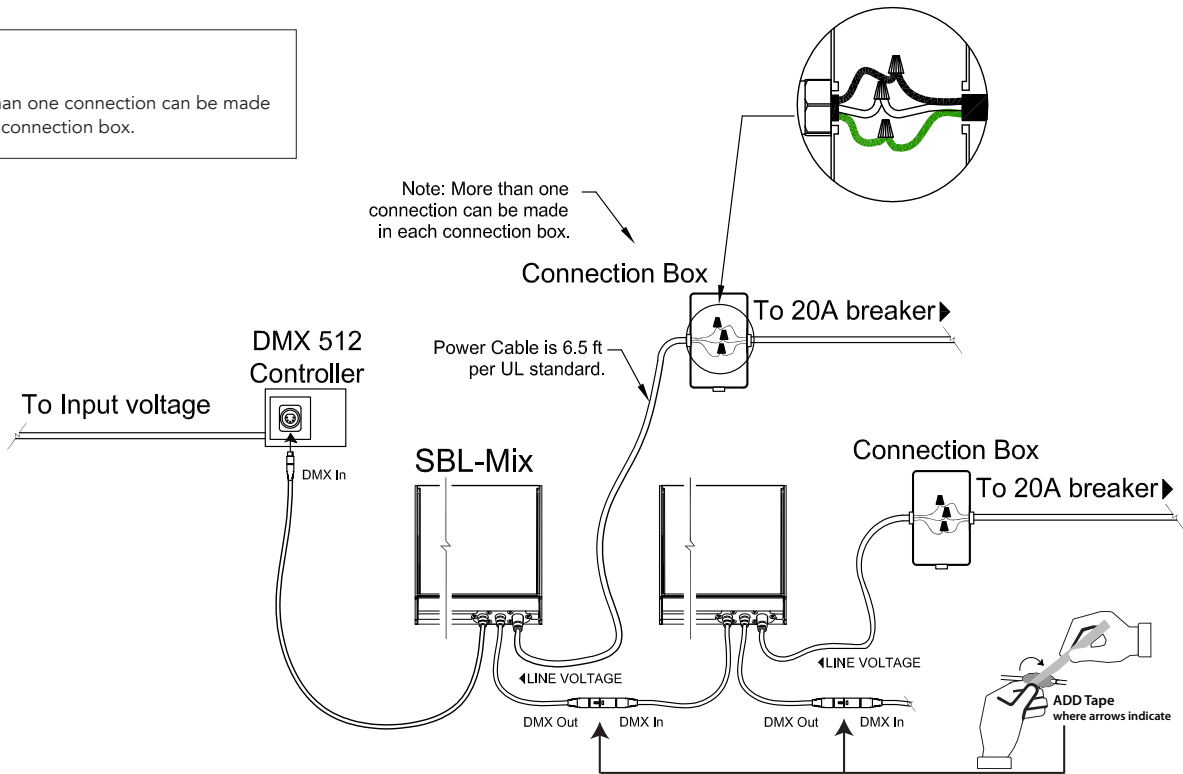 han one connection can be made
connection box.
Note: More than one
connection can be made
in each connection box.
Connection Box
To 20A breaker
DMX 512
Controller
Power Cable is 6.5 ft
per UL standard.
To Input voltage
DMX In
SBL-Mix
Connection Box
To 20A breaker
LINE VOLTAGE
LINE VOLTAGE
DMX Out DMX In
DMX Out DMX In
ADD Tape
where arrows indicate